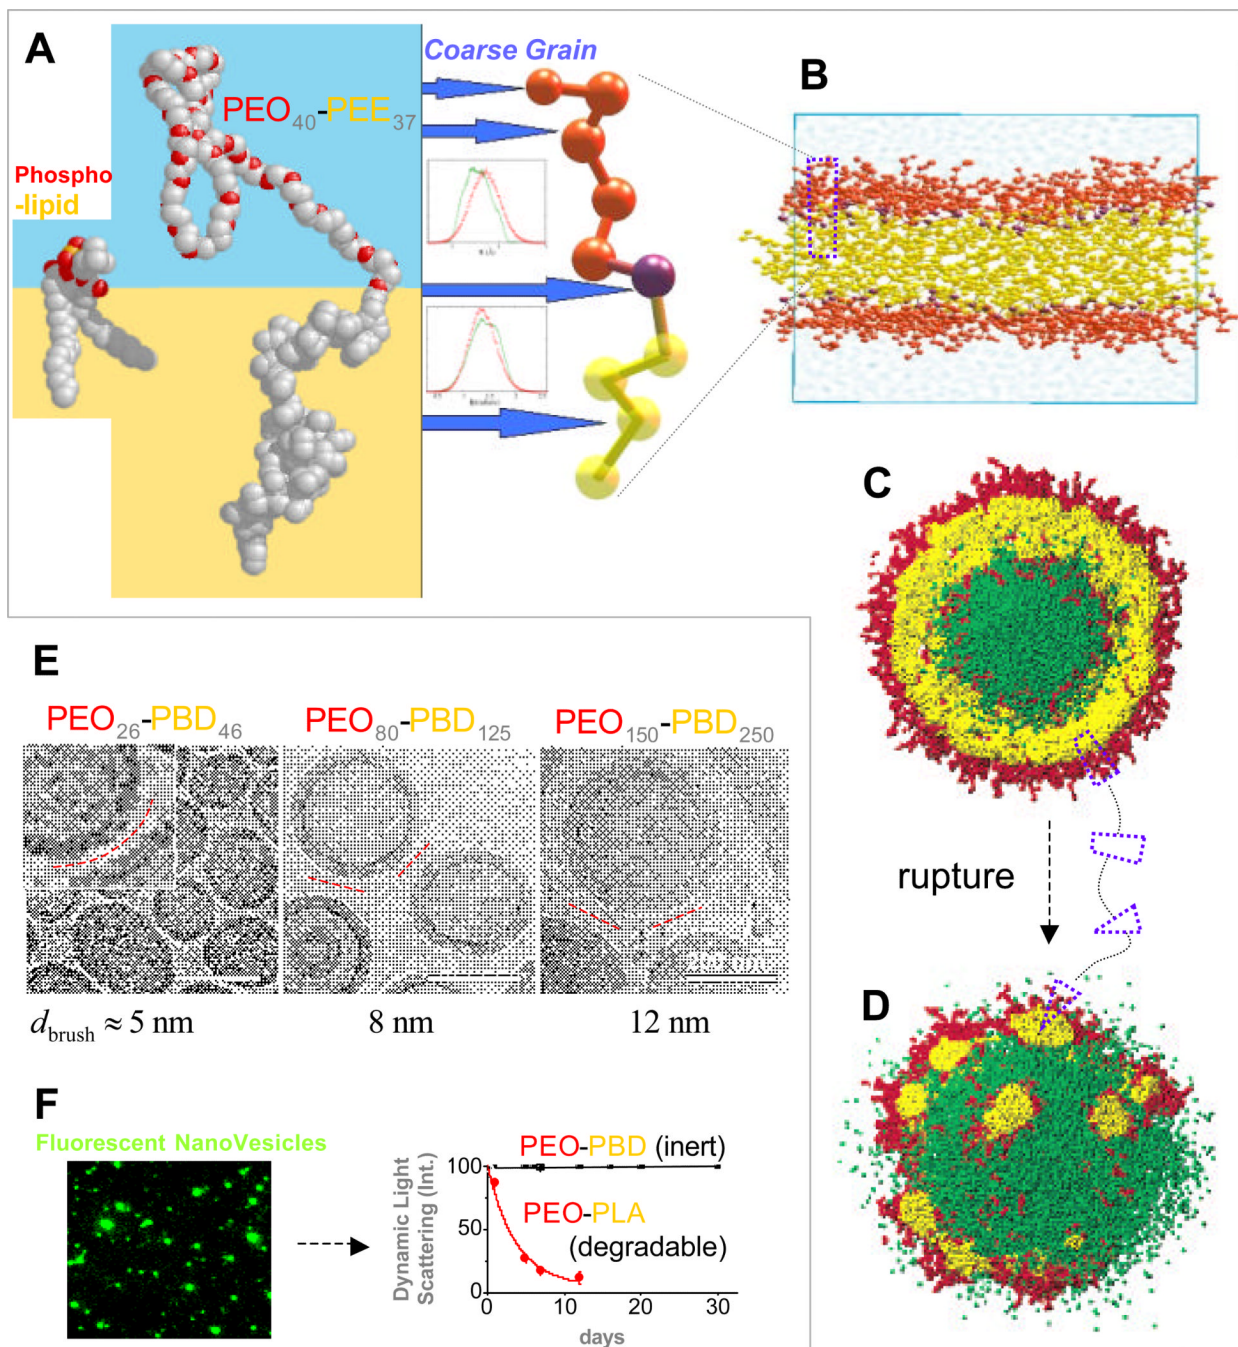 A
Coarse Grain
PEO40-PEE37
Phospho
-lipid
B
C
rupture
D
E
PEO26-PBD46
PEO80-PBD125
PEO150-PBD250
dbrush ≈ 5 nm
8 nm
12 nm
F
Fluorescent NanoVesicles
PEO-PBD (inert)
PEO-PLA
(degradable)
Dynamic Light
Scattering (Int.)
100
50
0
0
10
20
30
days